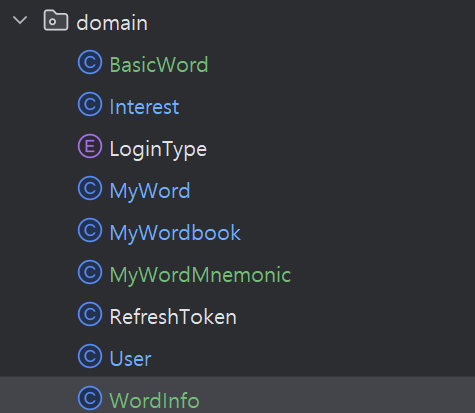 domain
C BasicWord
C Interest
E LoginType
C MyWord
C MyWordbook
C MyWordMnemonic
C RefreshToken
C User
C WordInfo